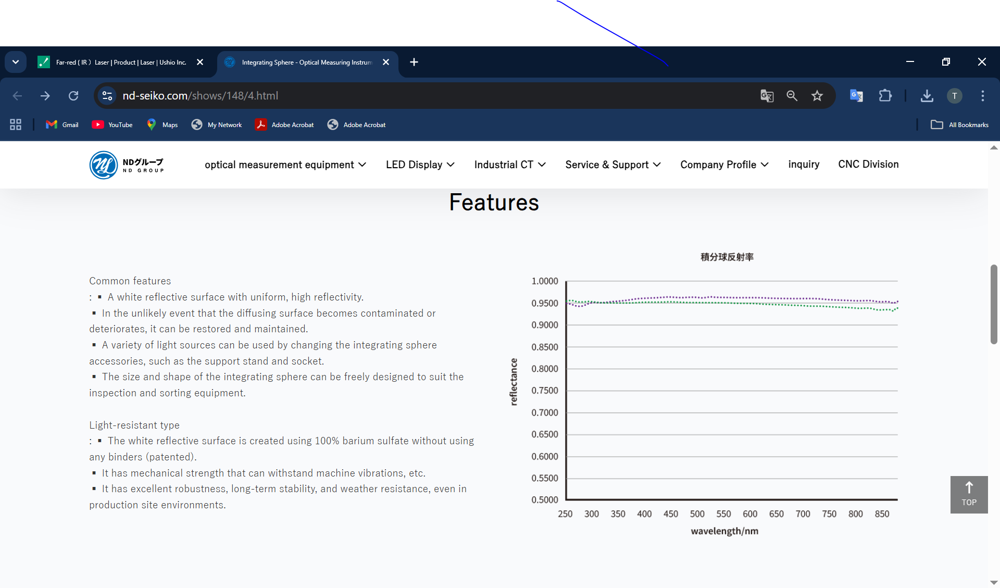 Far-red ( IR ）Laser | Product | Laser | Ushio Inc.
Integrating Sphere - Optical Measuring Instrum
nd-seiko.com/shows/148/4.html
T
Gmail
YouTube
Maps
My Network
Adobe Acrobat
Adobe Acrobat
All Bookmarks
NDグループ
ND GROUP
optical measurement equipment
LED Display
Industrial CT
Service & Support
Company Profile
inquiry
CNC Division
Features
Common features
: ▪ A white reflective surface with uniform, high reflectivity.
▪ In the unlikely event that the diffusing surface becomes contaminated or
deteriorates, it can be restored and maintained.
▪ A variety of light sources can be used by changing the integrating sphere
accessories, such as the support stand and socket.
▪ The size and shape of the integrating sphere can be freely designed to suit the
inspection and sorting equipment.
Light-resistant type
: ▪ The white reflective surface is created using 100% barium sulfate without using
any binders (patented).
▪ It has mechanical strength that can withstand machine vibrations, etc.
▪ It has excellent robustness, long-term stability, and weather resistance, even in
production site environments.
積分球反射率
reflectance
1.0000
0.9500
0.9000
0.8500
0.8000
0.7500
0.7000
0.6500
0.6000
0.5500
0.5000
250 300 350 400 450 500 550 600 650 700 750 800 850
wavelength/nm
TOP